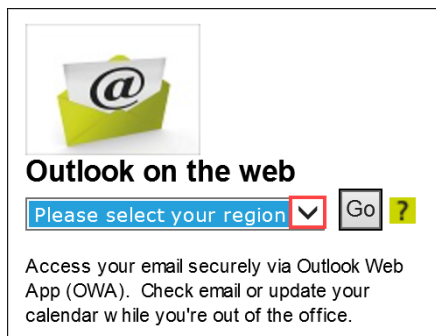 @
Outlook on the web
Please select your region
Go ?
Access your email securely via Outlook Web
App (OWA).  Check email or update your
calendar while you're out of the office.